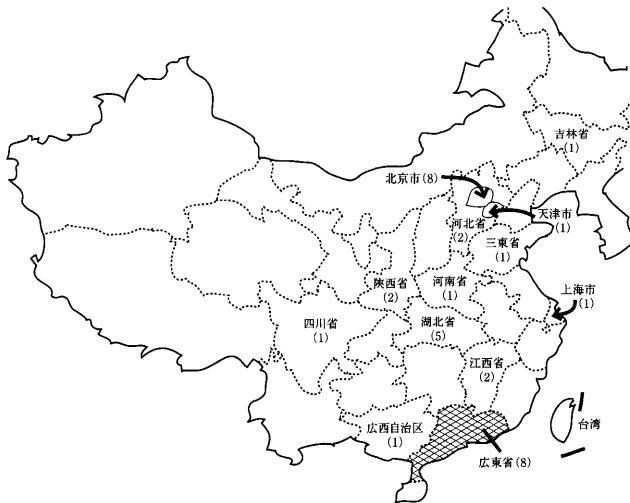 吉林省
(1)
北京市(8)
天津市
(1)
河北省
(2)
三東省
(1)
陝西省
(2)
河南省
(1)
上海市
(1)
四川省
(1)
湖北省
(5)
江西省
(2)
広西自治区
(1)
台湾
広東省(8)